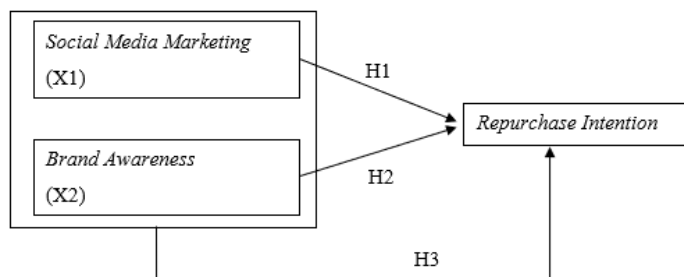 Social Media Marketing
(X1)
H1
Repurchase Intention
Brand Awareness
(X2)
H2
H3